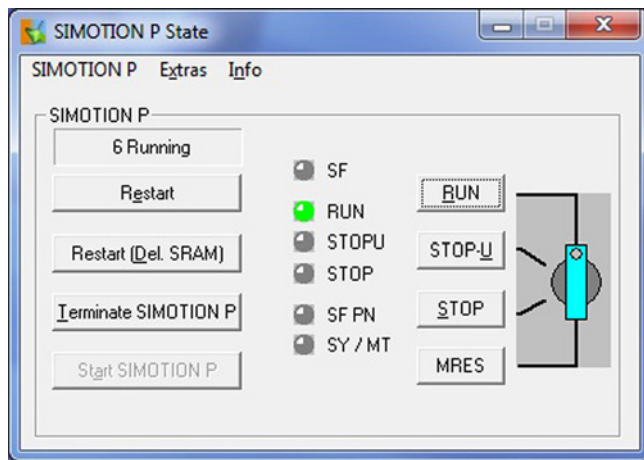 SIMOTION P State
SIMOTION P Extras Info
SIMOTION P
6 Running
Restart
Restart (Del. SRAM)
Terminate SIMOTION P
Start SIMOTION P
SF
RUN
STOPU
STOP
SF PN
SY / MT
RUN
STOP-U
STOP
MRES